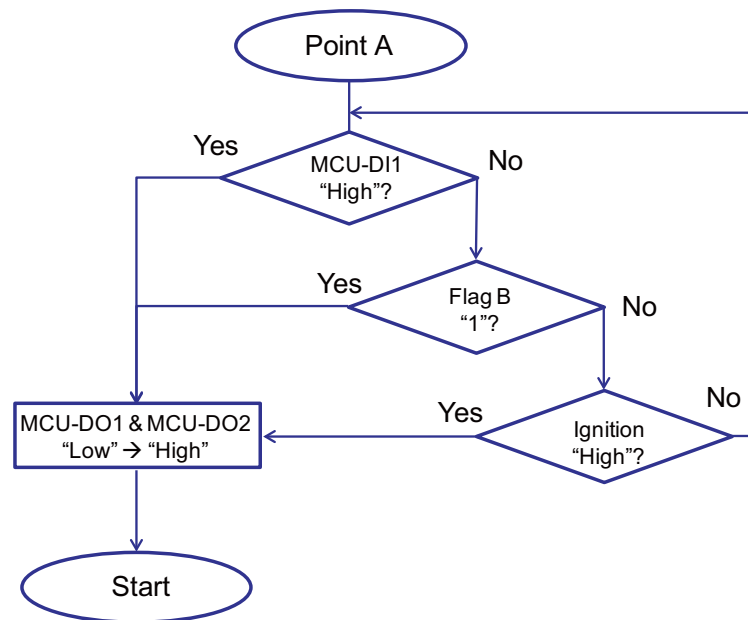 Point A
Yes
MCU-DI1
“High”?
No
Yes
Flag B
“1”?
No
MCU-DO1 & MCU-DO2
“Low” → “High”
Yes
Ignition
“High”?
No
Start